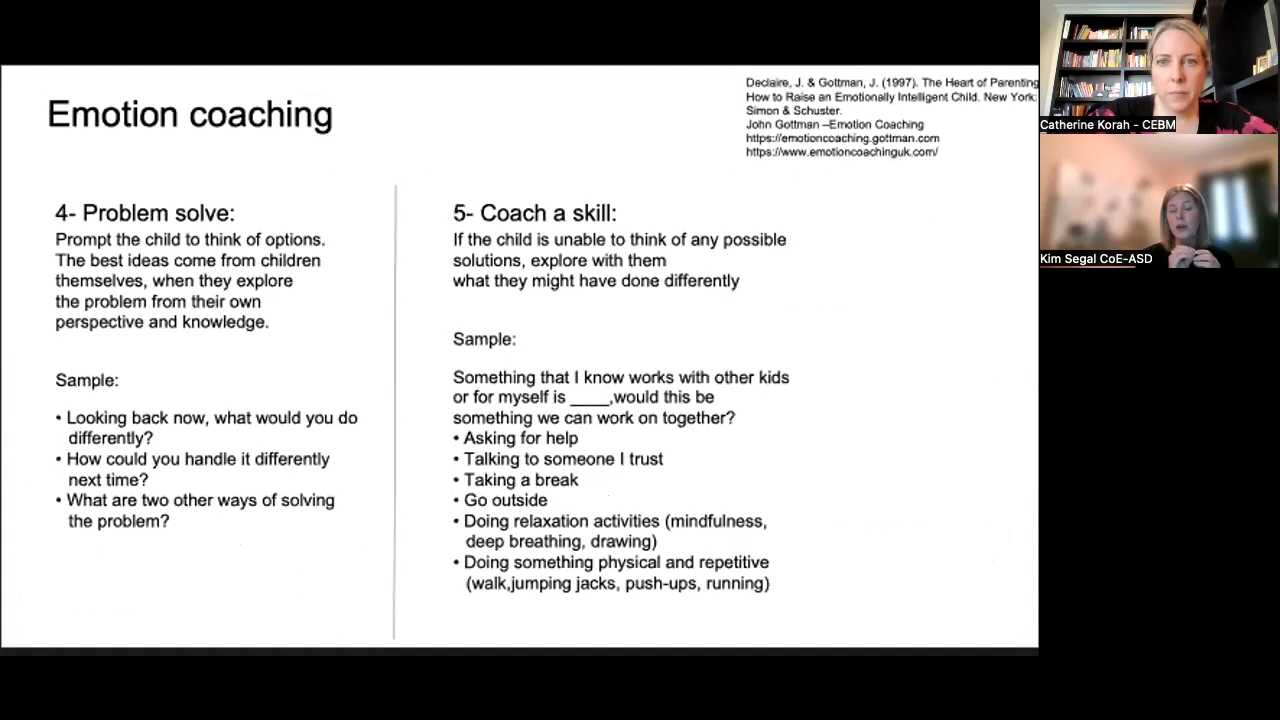 Emotion coaching
Declaire, J. & Gottman, J. (1997). The Heart of Parenting
How to Raise an Emotionally Intelligent Child. New York:
Simon & Schuster.
John Gottman –Emotion Coaching
https://emotioncoaching.gottman.com
https://www.emotioncoachinguk.com/
4- Problem solve:
Prompt the child to think of options.
The best ideas come from children
themselves, when they explore
the problem from their own
perspective and knowledge.
Sample:
• Looking back now, what would you do
differently?
• How could you handle it differently
next time?
• What are two other ways of solving
the problem?
5- Coach a skill:
If the child is unable to think of any possible
solutions, explore with them
what they might have done differently
Sample:
Something that I know works with other kids
or for myself is ____,would this be
something we can work on together?
• Asking for help
• Talking to someone I trust
• Taking a break
• Go outside
• Doing relaxation activities (mindfulness,
deep breathing, drawing)
• Doing something physical and repetitive
(walk,jumping jacks, push-ups, running)
Catherine Korah - CEBM
Kim Segal CoE-ASD